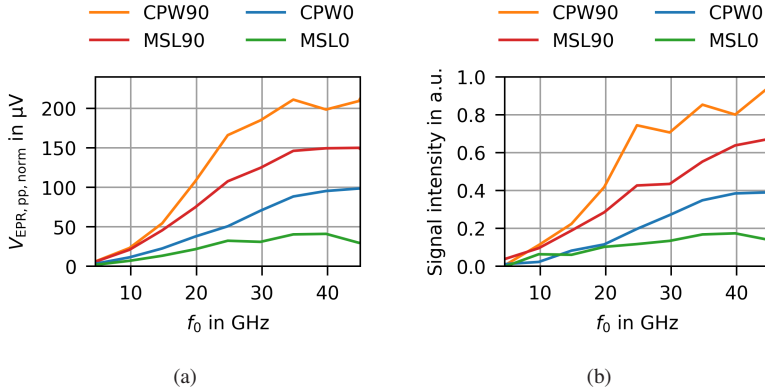 CPW90 CPW0
MSL90 MSL0
200
150
100
50
0
V_EPR, pp, norm in µV
10 20 30 40
f_0 in GHz
(a)
CPW90 CPW0
MSL90 MSL0
1.0
0.8
0.6
0.4
0.2
0.0
Signal intensity in a.u.
10 20 30 40
f_0 in GHz
(b)